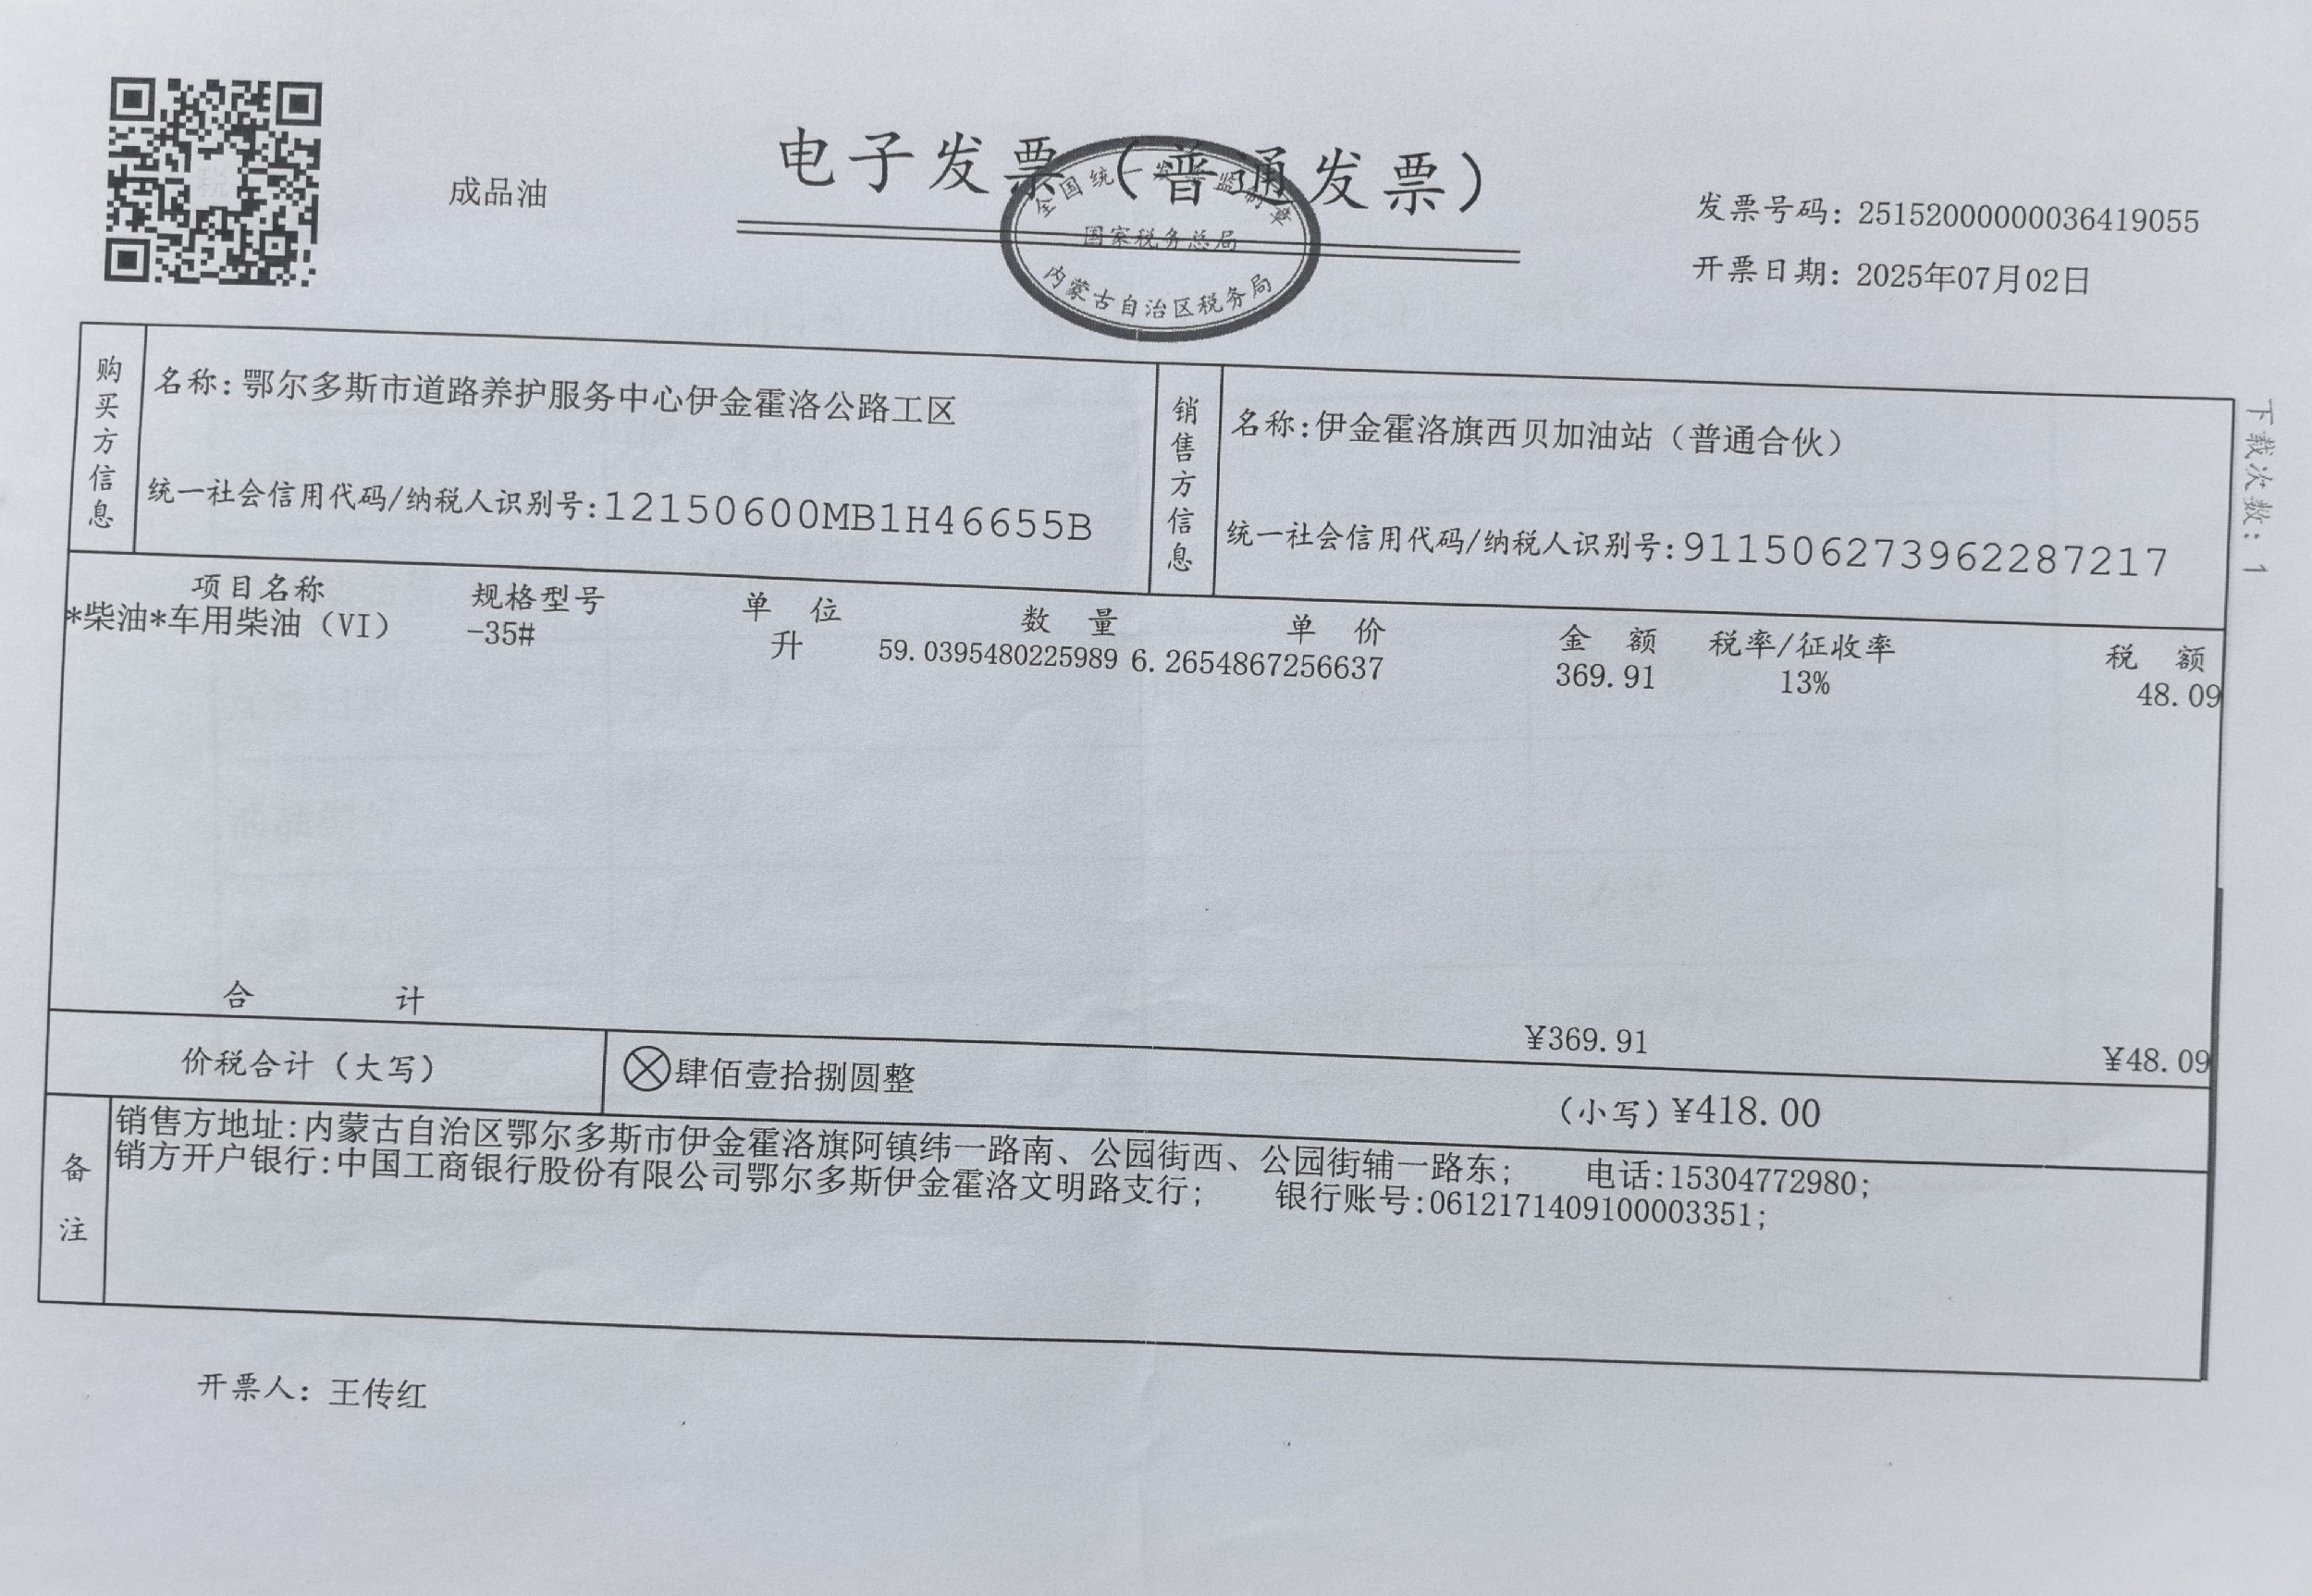 成品油
电子发票（普通发票）
全国统一发票监制章
国家税务总局
内蒙古自治区税务局
发票号码：25152000000036419055
开票日期：2025年07月02日
购买方信息
名称：鄂尔多斯市道路养护服务中心伊金霍洛公路工区
统一社会信用代码/纳税人识别号：12150600MB1H46655B
销售方信息
名称：伊金霍洛旗西贝加油站（普通合伙）
统一社会信用代码/纳税人识别号：911506273962287217
下载次数：1
项目名称 规格型号 单位 数量 单价 金额 税率/征收率 税额
*柴油*车用柴油（VI） -35# 升 59.0395480225989 6.2654867256637 369.91 13% 48.09
合计 ¥369.91 ¥48.09
价税合计（大写） 肆佰壹拾捌圆整 （小写）¥418.00
备注
销售方地址：内蒙古自治区鄂尔多斯市伊金霍洛旗阿镇纬一路南、公园街西、公园街辅一路东； 电话：15304772980；
销方开户银行：中国工商银行股份有限公司鄂尔多斯伊金霍洛文明路支行； 银行账号：0612171409100003351；
开票人：王传红